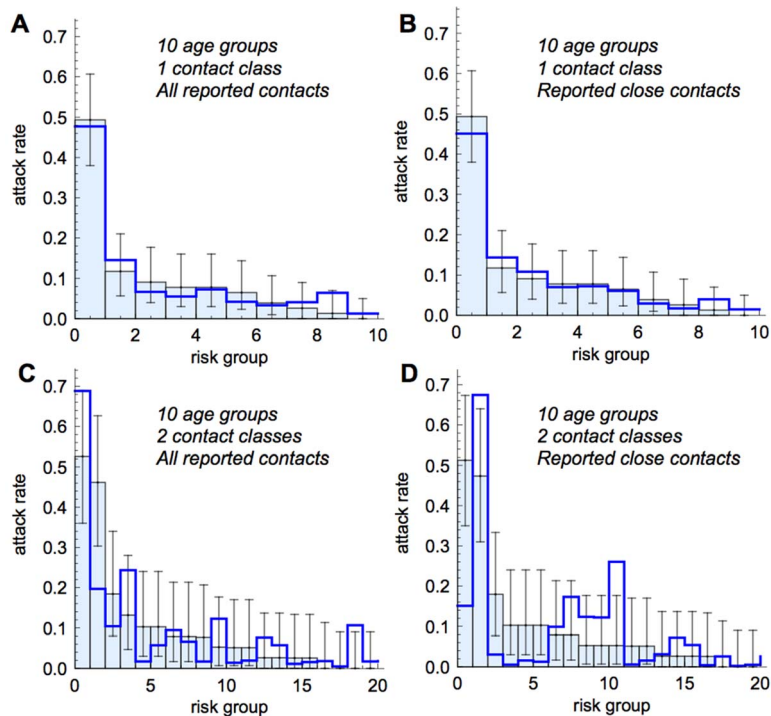 A
B
10 age groups
1 contact class
All reported contacts
10 age groups
1 contact class
Reported close contacts
attack rate
attack rate
0.7
0.6
0.5
0.4
0.3
0.2
0.1
0.0
0.7
0.6
0.5
0.4
0.3
0.2
0.1
0.0
0 2 4 6 8 10
0 2 4 6 8 10
risk group
risk group
C
D
10 age groups
2 contact classes
All reported contacts
10 age groups
2 contact classes
Reported close contacts
attack rate
attack rate
0.7
0.6
0.5
0.4
0.3
0.2
0.1
0.0
0.7
0.6
0.5
0.4
0.3
0.2
0.1
0.0
0 5 10 15 20
0 5 10 15 20
risk group
risk group